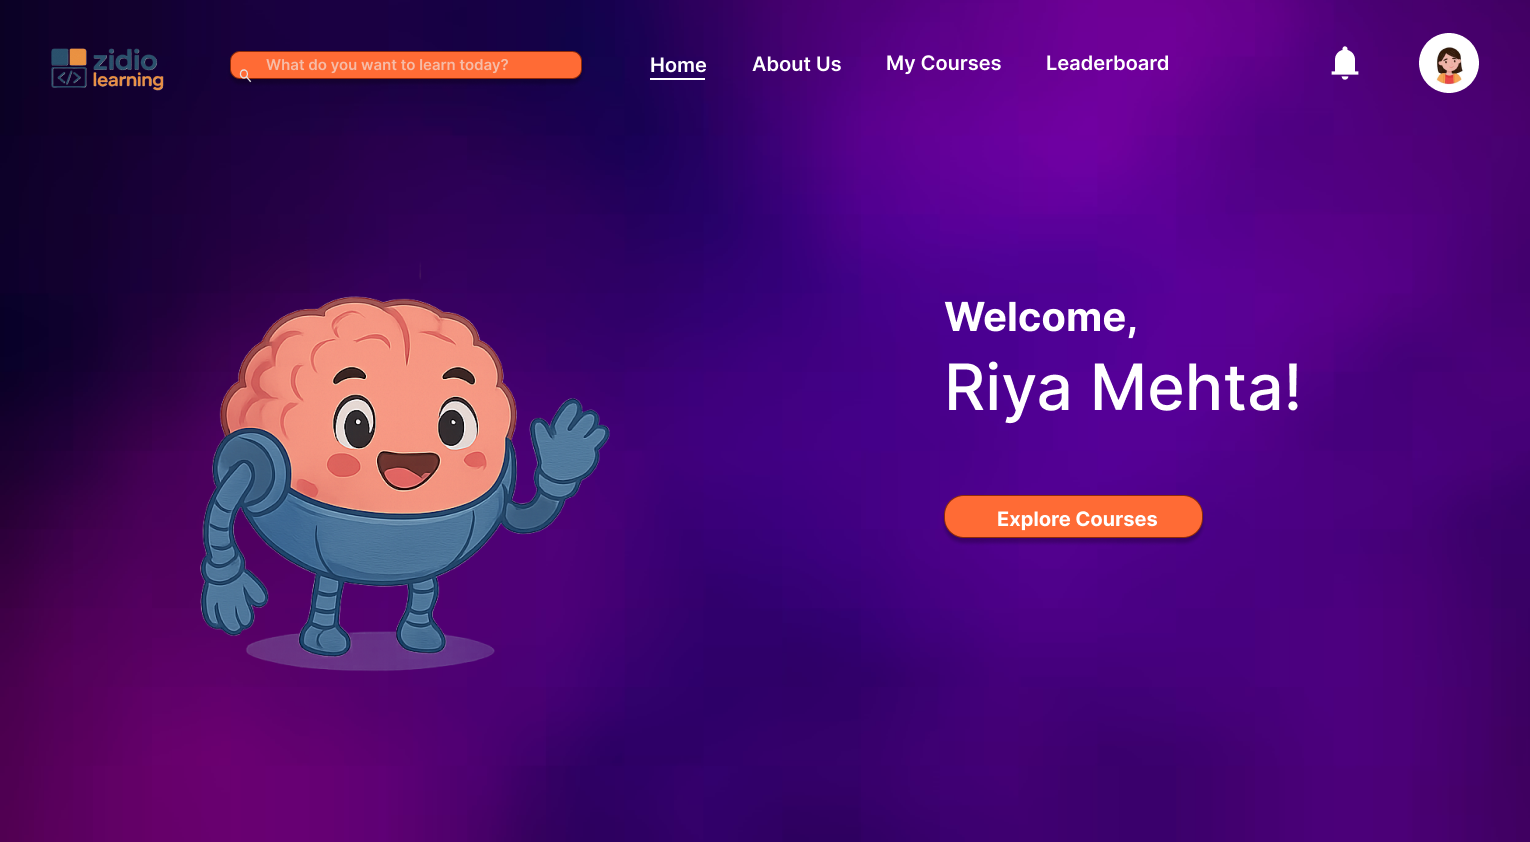 zidio
learning
What do you want to learn today?
Home
About Us
My Courses
Leaderboard
Welcome,
Riya Mehta!
Explore Courses